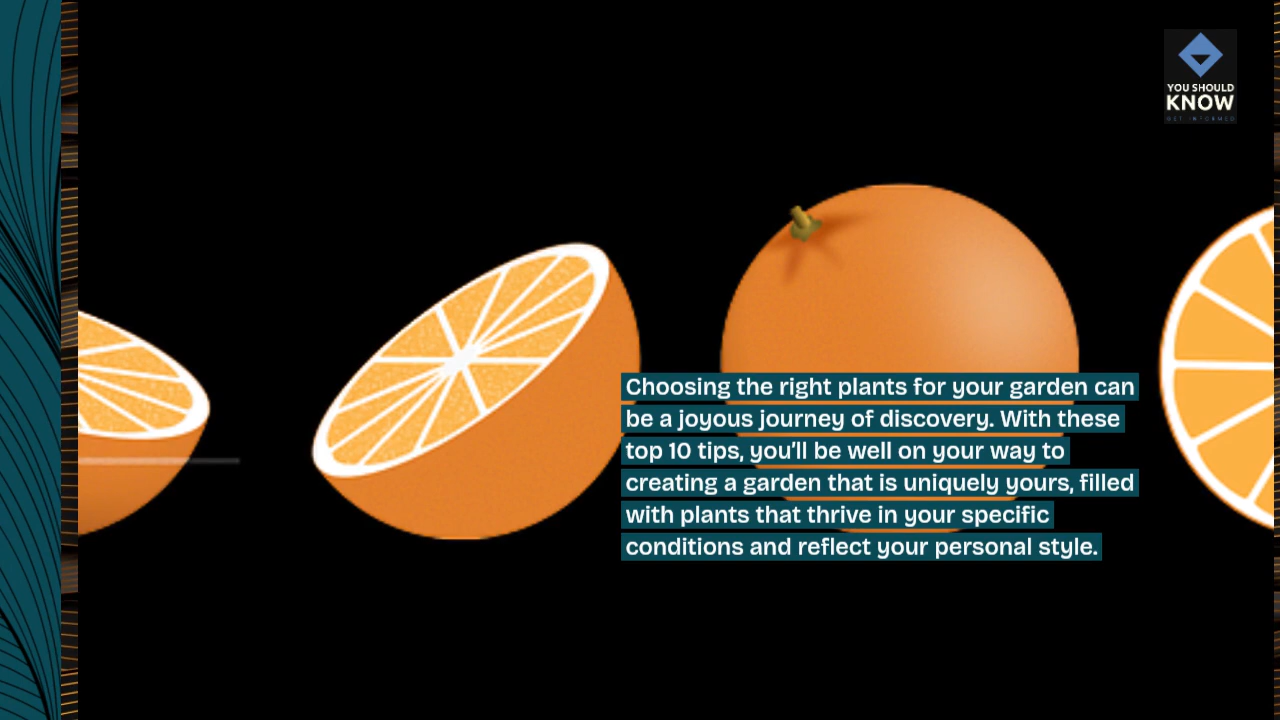 YOU SHOULD
KNOW
GET INFORMED
Choosing the right plants for your garden can
be a joyous journey of discovery. With these
top 10 tips, you'll be well on your way to
creating a garden that is uniquely yours, filled
with plants that thrive in your specific
conditions and reflect your personal style.